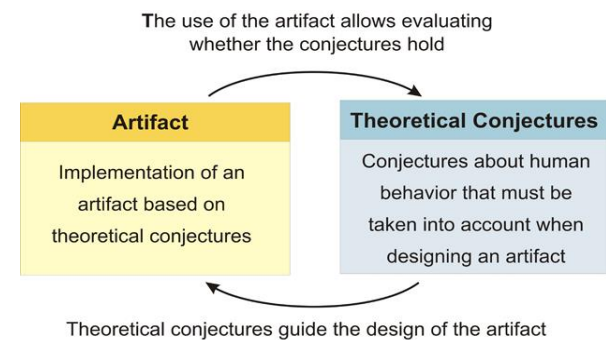 The use of the artifact allows evaluating
whether the conjectures hold
Artifact
Implementation of an
artifact based on
theoretical conjectures
Theoretical Conjectures
Conjectures about human
behavior that must be
taken into account when
designing an artifact
Theoretical conjectures guide the design of the artifact